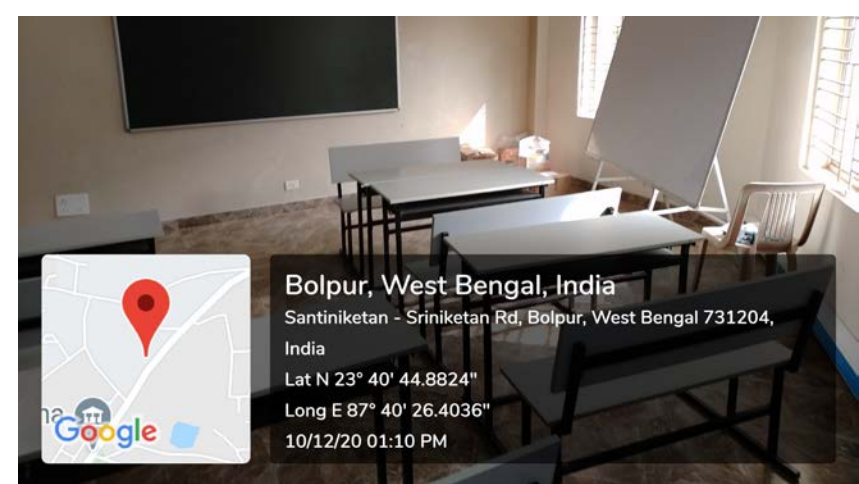 Bolpur, West Bengal, India
Santiniketan - Sriniketan Rd, Bolpur, West Bengal 731204,
India
Lat N 23° 40' 44.8824"
Long E 87° 40' 26.4036"
10/12/20 01:10 PM
na
Google